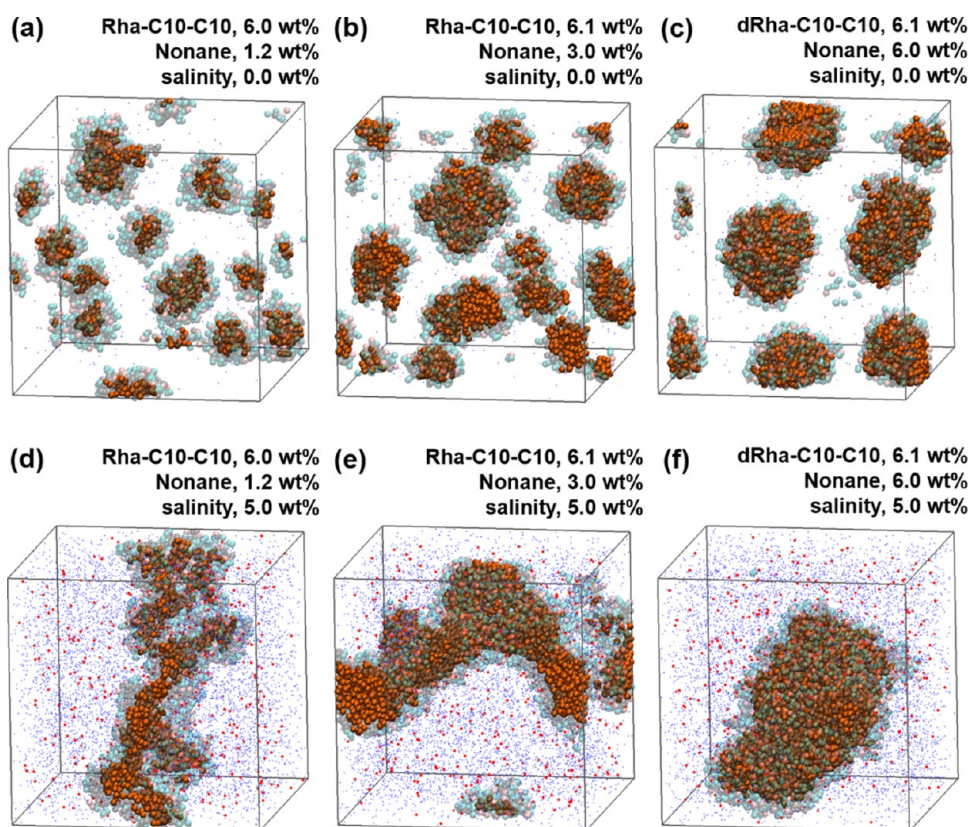 (a) Rha-C10-C10, 6.0 wt%
Nonane, 1.2 wt%
salinity, 0.0 wt%
(b) Rha-C10-C10, 6.1 wt%
Nonane, 3.0 wt%
salinity, 0.0 wt%
(c) dRha-C10-C10, 6.1 wt%
Nonane, 6.0 wt%
salinity, 0.0 wt%
(d) Rha-C10-C10, 6.0 wt%
Nonane, 1.2 wt%
salinity, 5.0 wt%
(e) Rha-C10-C10, 6.1 wt%
Nonane, 3.0 wt%
salinity, 5.0 wt%
(f) dRha-C10-C10, 6.1 wt%
Nonane, 6.0 wt%
salinity, 5.0 wt%